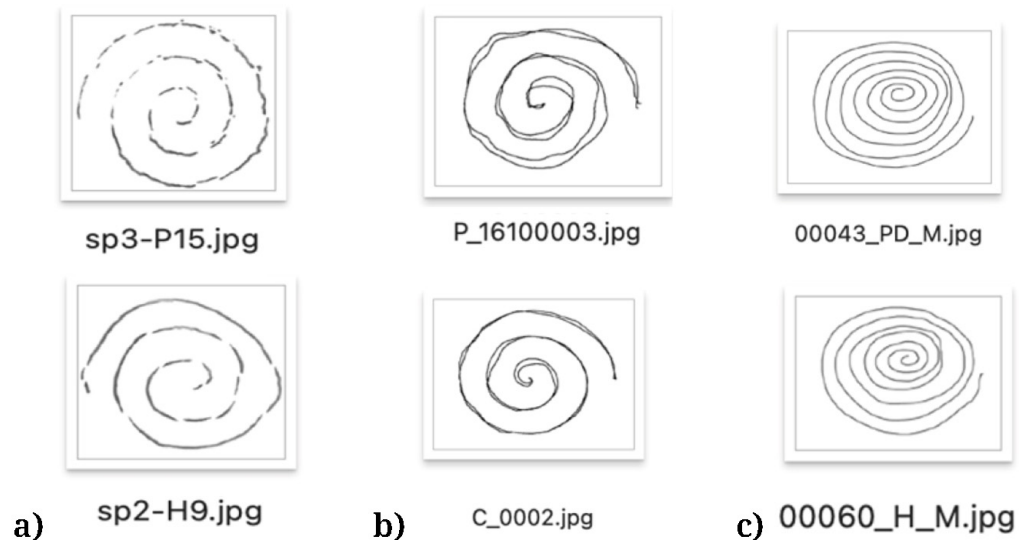 sp3-P15.jpg
P_16100003.jpg
00043_PD_M.jpg
sp2-H9.jpg
C_0002.jpg
00060_H_M.jpg
a)
b)
c)